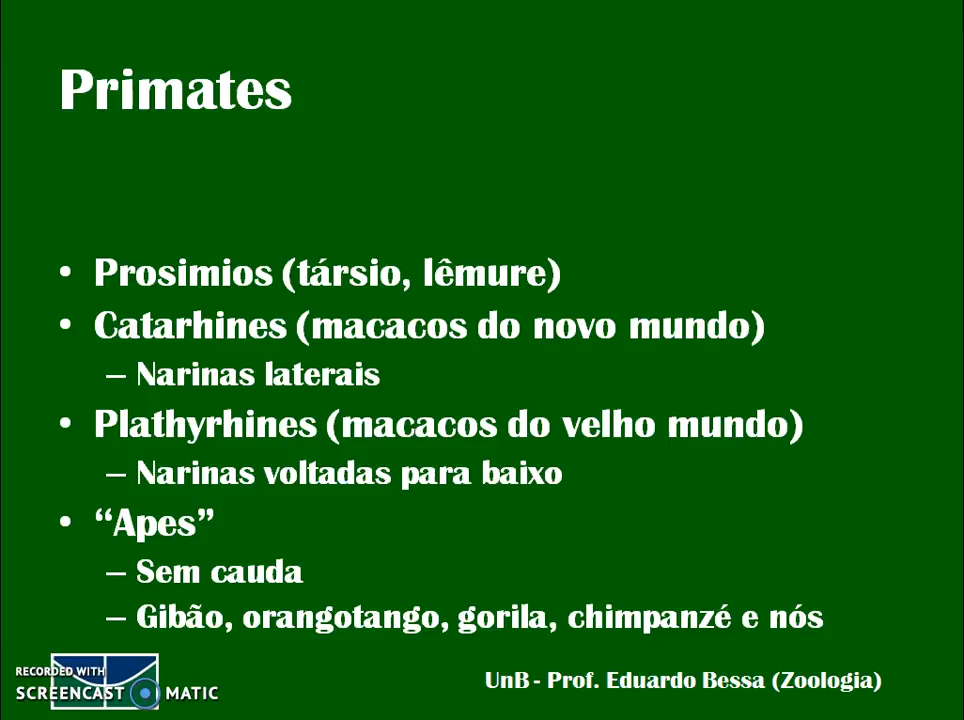 Primates
• Prosimios (társio, lêmure)
• Catarhines (macacos do novo mundo)
– Narinas laterais
• Plathyrhines (macacos do velho mundo)
– Narinas voltadas para baixo
• “Apes”
– Sem cauda
– Gibão, orangotango, gorila, chimpanzé e nós
RECORDED WITH
SCREENCAST MATIC
UnB - Prof. Eduardo Bessa (Zoologia)